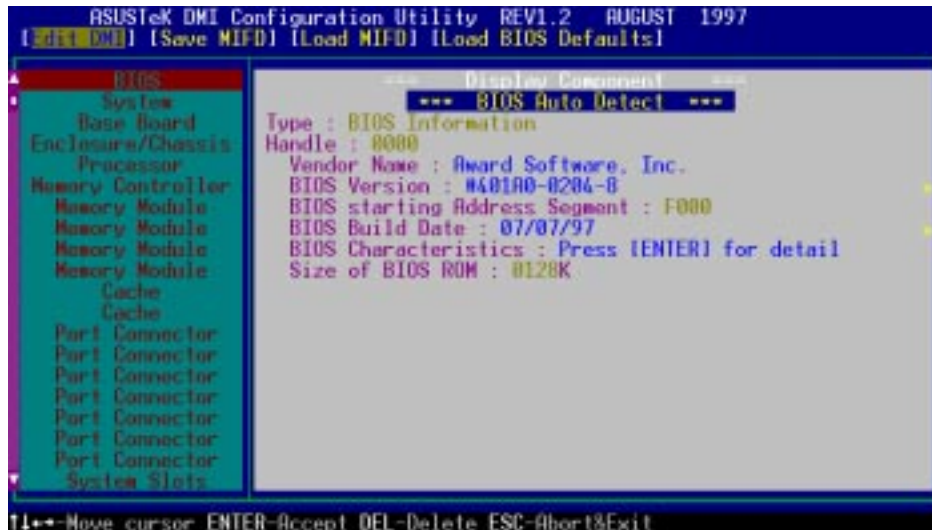 ASUSTeK DMI Configuration Utility REV1.2 AUGUST 1997
[Edit DMI] [Save MIFD] [Load MIFD] [Load BIOS Defaults]
BIOS
System
Base Board
Enclosure/Chassis
Processor
Memory Controller
Memory Module
Memory Module
Memory Module
Memory Module
Cache
Cache
Port Connector
Port Connector
Port Connector
Port Connector
Port Connector
Port Connector
Port Connector
System Slots
=== Display Component ===
*** BIOS Auto Detect ***
Type : BIOS Information
Handle : 0000
Vendor Name : Award Software, Inc.
BIOS Version : #401A0-0204-8
BIOS starting Address Segment : F000
BIOS Build Date : 07/07/97
BIOS Characteristics : Press [ENTER] for detail
Size of BIOS ROM : 0128K
↑↓←→-Move cursor ENTER-Accept DEL-Delete ESC-Abort&Exit